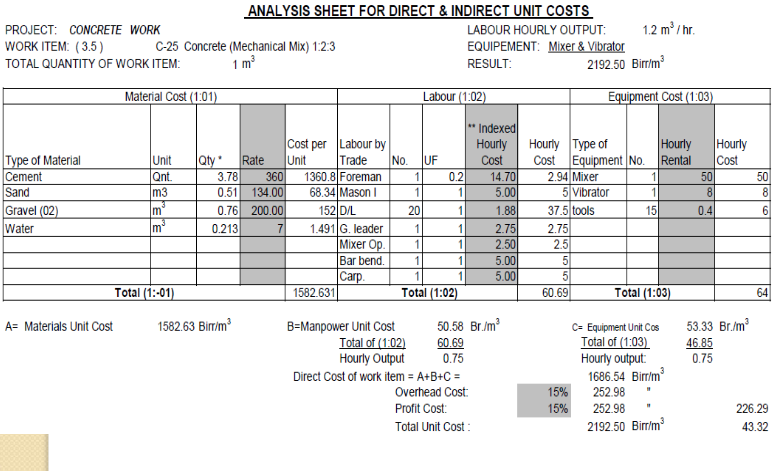 ANALYSIS SHEET FOR DIRECT & INDIRECT UNIT COSTS
PROJECT: CONCRETE WORK LABOUR HOURLY OUTPUT: 1.2 m³ / hr.
WORK ITEM: ( 3.5 ) C-25 Concrete (Mechanical Mix) 1:2:3 EQUIPEMENT: Mixer & Vibrator
TOTAL QUANTITY OF WORK ITEM: 1 m³ RESULT: 2192.50 Birr/m³
Material Cost (1:01) Labour (1:02) Equipment Cost (1:03)
** Indexed
Cost per Labour by Hourly Hourly Type of Hourly Hourly
Type of Material Unit Qty * Rate Unit Trade No. UF Cost Cost Equipment No. Rental Cost
Cement Qnt. 3.78 360 1360.8 Foreman 1 0.2 14.70 2.94 Mixer 1 50 50
Sand m3 0.51 134.00 68.34 Mason I 1 1 5.00 5 Vibrator 1 8 8
Gravel (02) m³ 0.76 200.00 152 D/L 20 1 1.88 37.5 tools 15 0.4 6
Water m³ 0.213 7 1.491 G. leader 1 1 2.75 2.75
Mixer Op. 1 1 2.50 2.5
Bar bend. 1 1 5.00 5
Carp. 1 1 5.00 5
Total (1:-01) 1582.631 Total (1:02) 60.69 Total (1:03) 64
A= Materials Unit Cost 1582.63 Birr/m³ B=Manpower Unit Cost 50.58 Br./m³ C= Equipment Unit Cos 53.33 Br./m³
Total of (1:02) 60.69 Total of (1:03) 46.85
Hourly Output 0.75 Hourly output: 0.75
Direct Cost of work item = A+B+C = 1686.54 Birr/m³
Overhead Cost: 15% 252.98 "
Profit Cost: 15% 252.98 " 226.29
Total Unit Cost : 2192.50 Birr/m³ 43.32